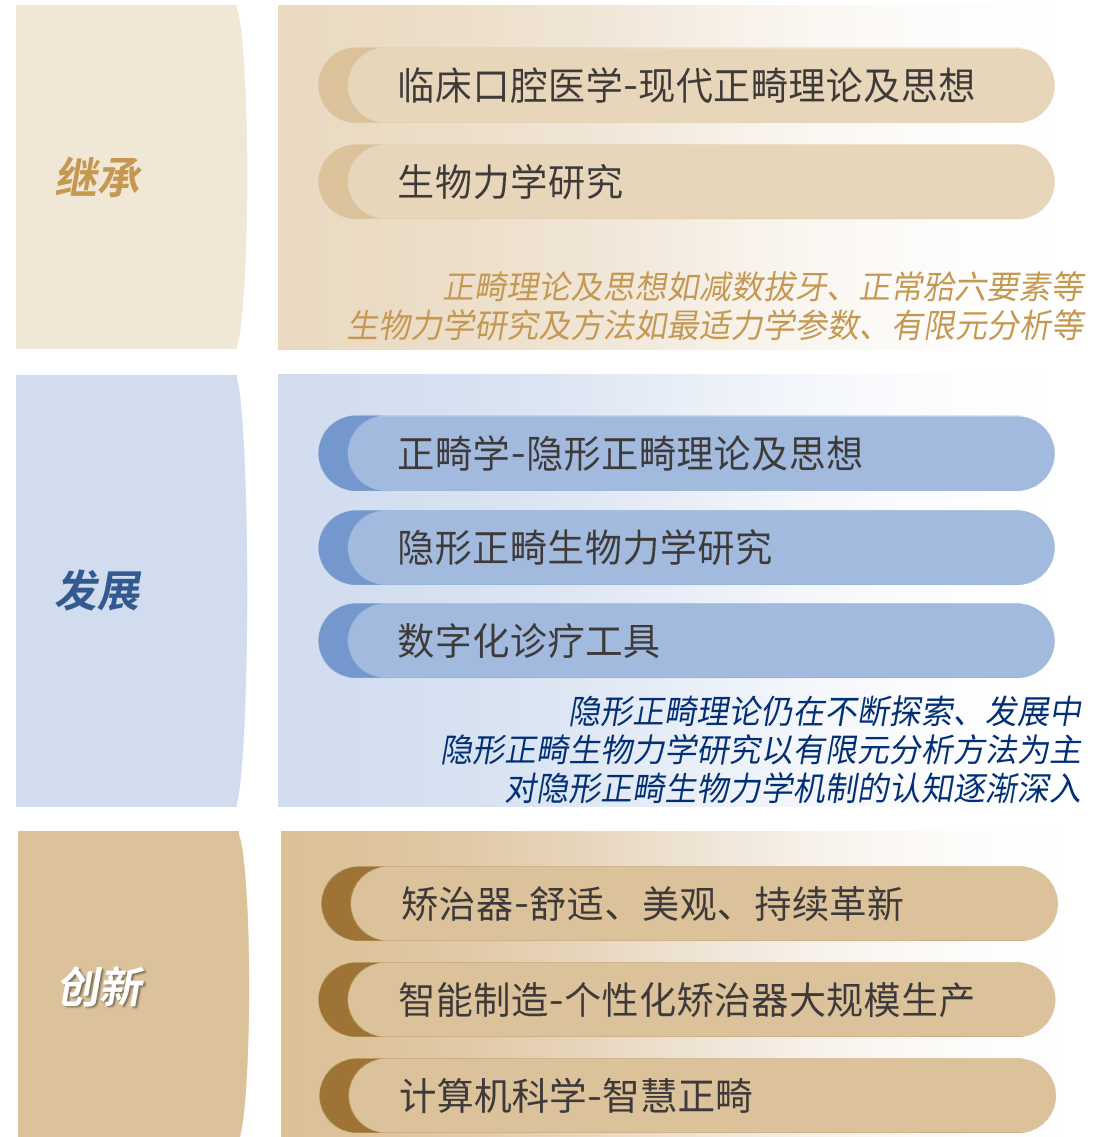 继承
临床口腔医学-现代正畸理论及思想
生物力学研究
正畸理论及思想如减数拔牙、正常𬌗六要素等
生物力学研究及方法如最适力学参数、有限元分析等
发展
正畸学-隐形正畸理论及思想
隐形正畸生物力学研究
数字化诊疗工具
隐形正畸理论仍在不断探索、发展中
隐形正畸生物力学研究以有限元分析方法为主
对隐形正畸生物力学机制的认知逐渐深入
创新
矫治器-舒适、美观、持续革新
智能制造-个性化矫治器大规模生产
计算机科学-智慧正畸